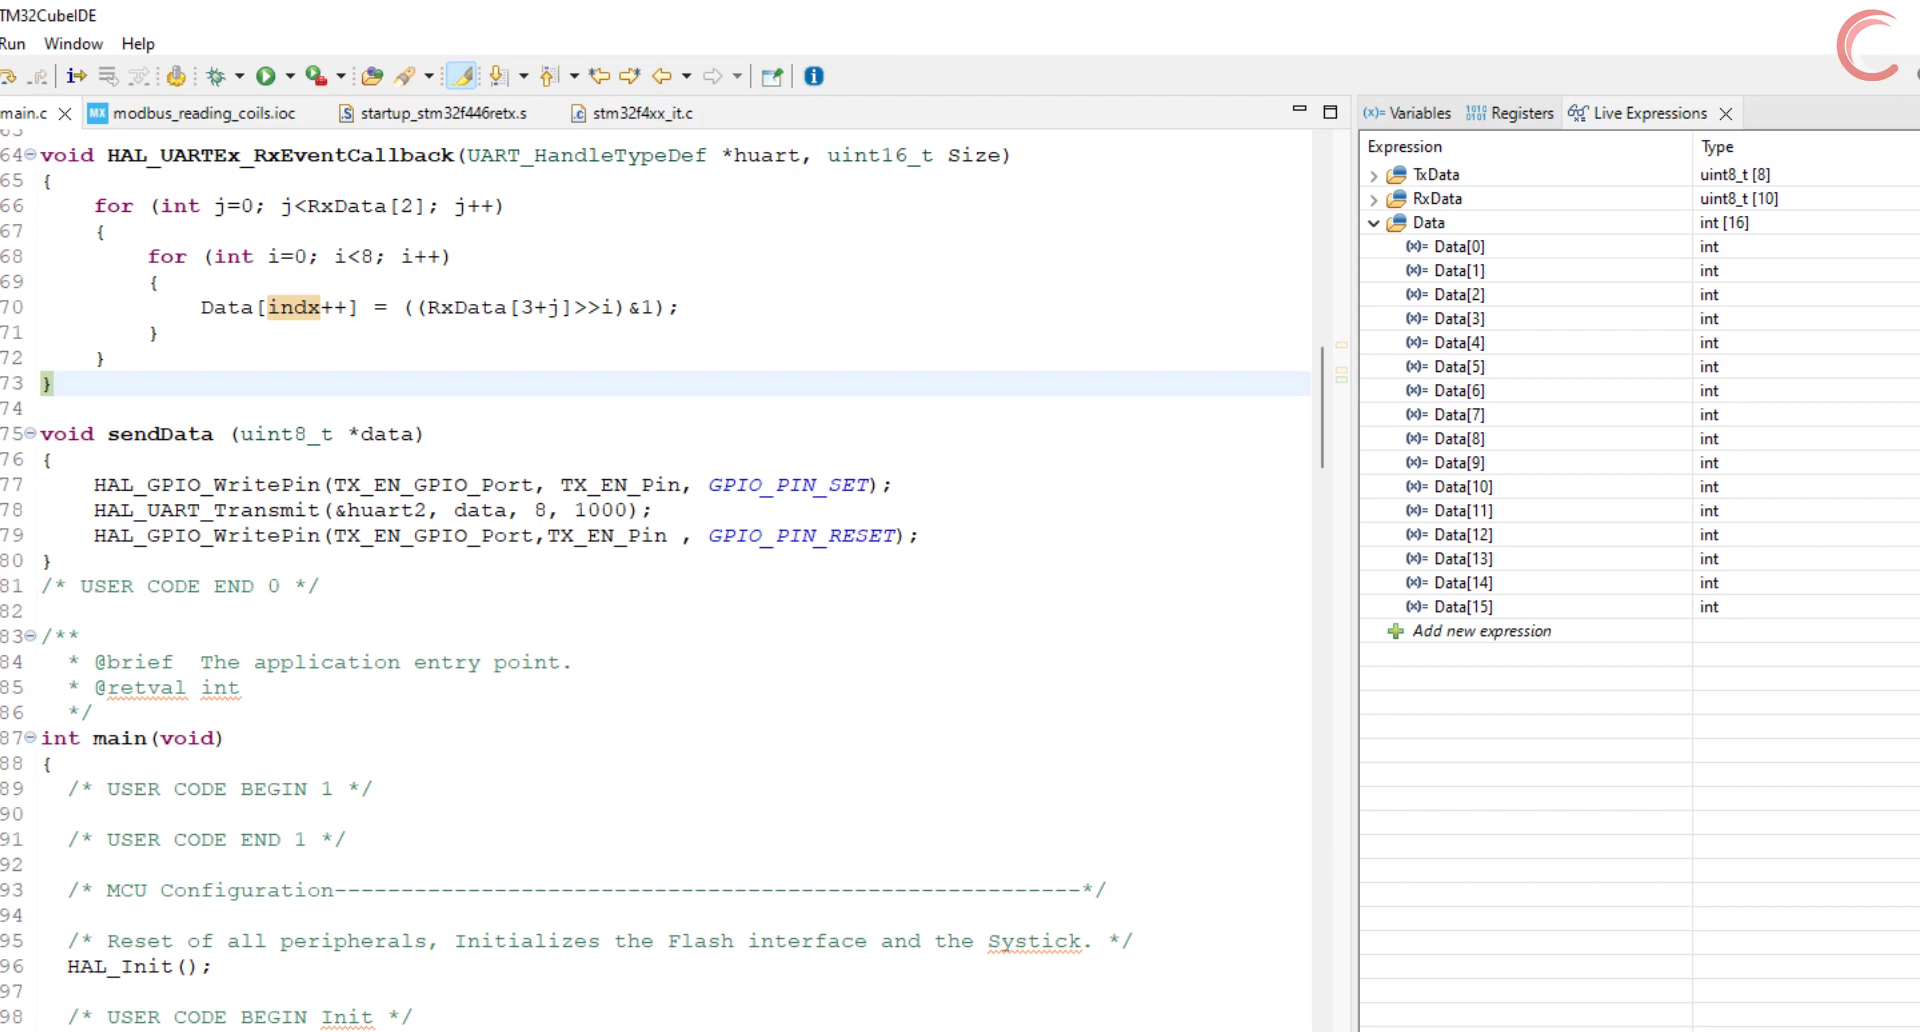 TM32CubeIDE
Run Window Help
main.c modbus_reading_coils.ioc startup_stm32f446retx.s stm32f4xx_it.c
63
64 void HAL_UARTEx_RxEventCallback(UART_HandleTypeDef *huart, uint16_t Size)
65 {
66 for (int j=0; j<RxData[2]; j++)
67 {
68 for (int i=0; i<8; i++)
69 {
70 Data[indx++] = ((RxData[3+j]>>i)&1);
71 }
72 }
73 }
74
75 void sendData (uint8_t *data)
76 {
77 HAL_GPIO_WritePin(TX_EN_GPIO_Port, TX_EN_Pin, GPIO_PIN_SET);
78 HAL_UART_Transmit(&huart2, data, 8, 1000);
79 HAL_GPIO_WritePin(TX_EN_GPIO_Port,TX_EN_Pin , GPIO_PIN_RESET);
80 }
81 /* USER CODE END 0 */
82
83 /**
84 * @brief The application entry point.
85 * @retval int
86 */
87 int main(void)
88 {
89 /* USER CODE BEGIN 1 */
90
91 /* USER CODE END 1 */
92
93 /* MCU Configuration--------------------------------------------------------*/
94
95 /* Reset of all peripherals, Initializes the Flash interface and the Systick. */
96 HAL_Init();
97
98 /* USER CODE BEGIN Init */
(x)= Variables Registers Live Expressions
Expression Type
TxData uint8_t [8]
RxData uint8_t [10]
Data int [16]
(x)= Data[0] int
(x)= Data[1] int
(x)= Data[2] int
(x)= Data[3] int
(x)= Data[4] int
(x)= Data[5] int
(x)= Data[6] int
(x)= Data[7] int
(x)= Data[8] int
(x)= Data[9] int
(x)= Data[10] int
(x)= Data[11] int
(x)= Data[12] int
(x)= Data[13] int
(x)= Data[14] int
(x)= Data[15] int
Add new expression